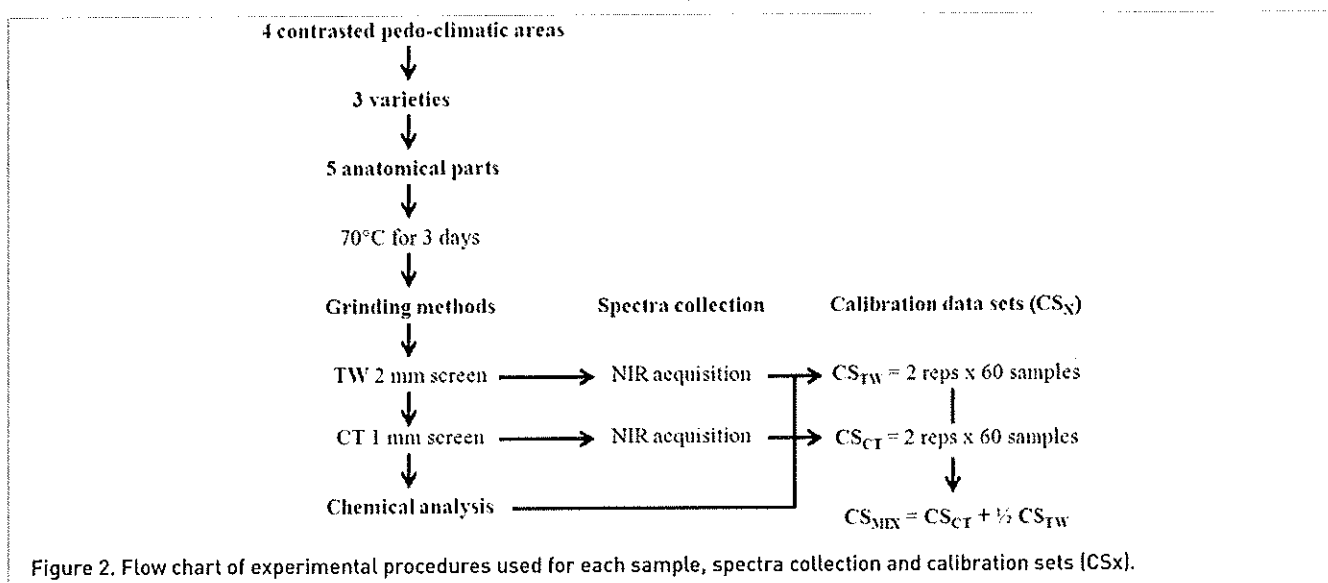 4 contrasted pedo-climatic areas
3 varieties
5 anatomical parts
70°C for 3 days
Grinding methods Spectra collection Calibration data sets (CSX)
TW 2 mm screen NIR acquisition CSTW = 2 reps x 60 samples
CT 1 mm screen NIR acquisition CSCT = 2 reps x 60 samples
Chemical analysis
CSMIX = CSCT + ½ CSTW
Figure 2. Flow chart of experimental procedures used for each sample, spectra collection and calibration sets (CSx).